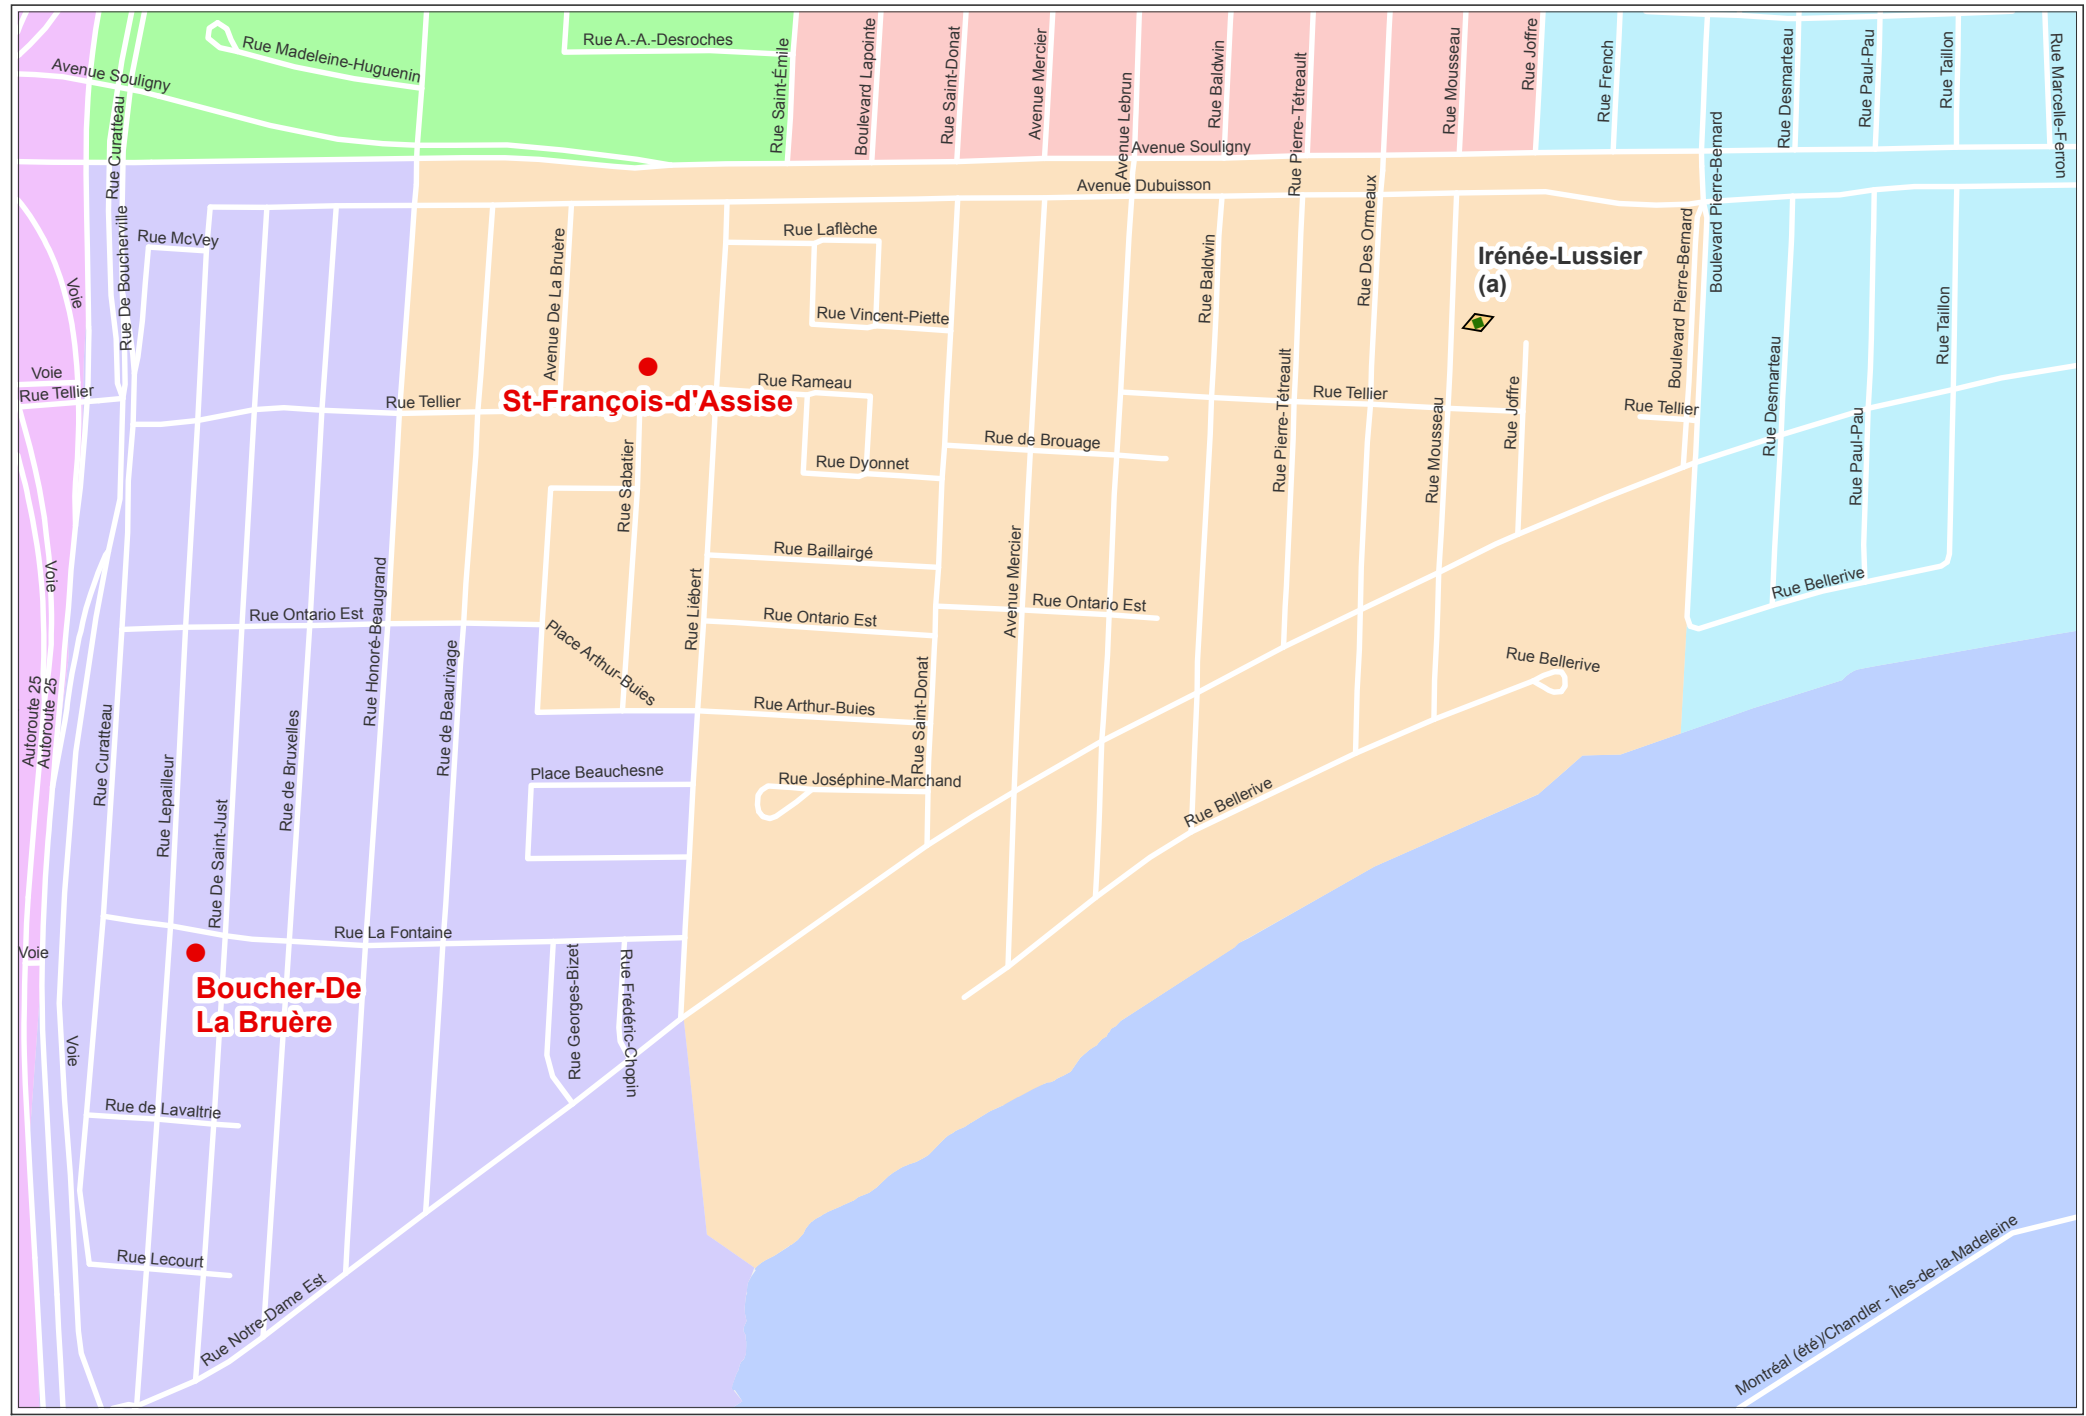 Rue Madeleine-Huguenin
Avenue Souligny
Rue A.-A.-Desroches
Rue Saint-Émile
Boulevard Lapointe
Rue Saint-Donat
Avenue Mercier
Avenue Lebrun
Rue Baldwin
Rue Pierre-Tétreault
Rue Mousseau
Rue Joffre
Rue French
Boulevard Pierre-Bernard
Rue Desmarteau
Rue Paul-Pau
Rue Taillon
Rue Marcelle-Ferron
Rue Curatteau
Avenue Souligny
Avenue Dubuisson
Rue De Boucherville
Rue McVey
Voie
Avenue De La Bruère
Rue Laflèche
Rue Vincent-Piette
Rue Baldwin
Rue Des Ormeaux
Irénée-Lussier
(a)
Boulevard Pierre-Bernard
Rue Taillon
Voie
Rue Tellier
Rue Tellier
St-François-d'Assise
Rue Rameau
Rue Pierre-Tétreault
Rue Tellier
Rue Mousseau
Rue Joffre
Rue Tellier
Rue Desmarteau
Rue Paul-Pau
Rue Sabatier
Rue Dyonnet
Rue de Brouage
Voie
Rue Baillairgé
Avenue Mercier
Rue Honoré-Beaugrand
Rue Ontario Est
Rue Liébert
Rue Ontario Est
Rue Ontario Est
Rue Bellerive
Place Arthur-Buies
Rue de Beaurivage
Rue Bellerive
Autoroute 25
Autoroute 25
Rue Curatteau
Rue Arthur-Buies
Rue Saint-Donat
Rue Lepailleur
Rue De Saint-Just
Rue de Bruxelles
Place Beauchesne
Rue Joséphine-Marchand
Rue Bellerive
Rue La Fontaine
Voie
Boucher-De
La Bruère
Rue Georges-Bizet
Rue Frédéric-Chopin
Voie
Rue de Lavaltrie
Rue Lecourt
Rue Notre-Dame Est
Montréal (été)/Chandler - Îles-de-la-Madeleine